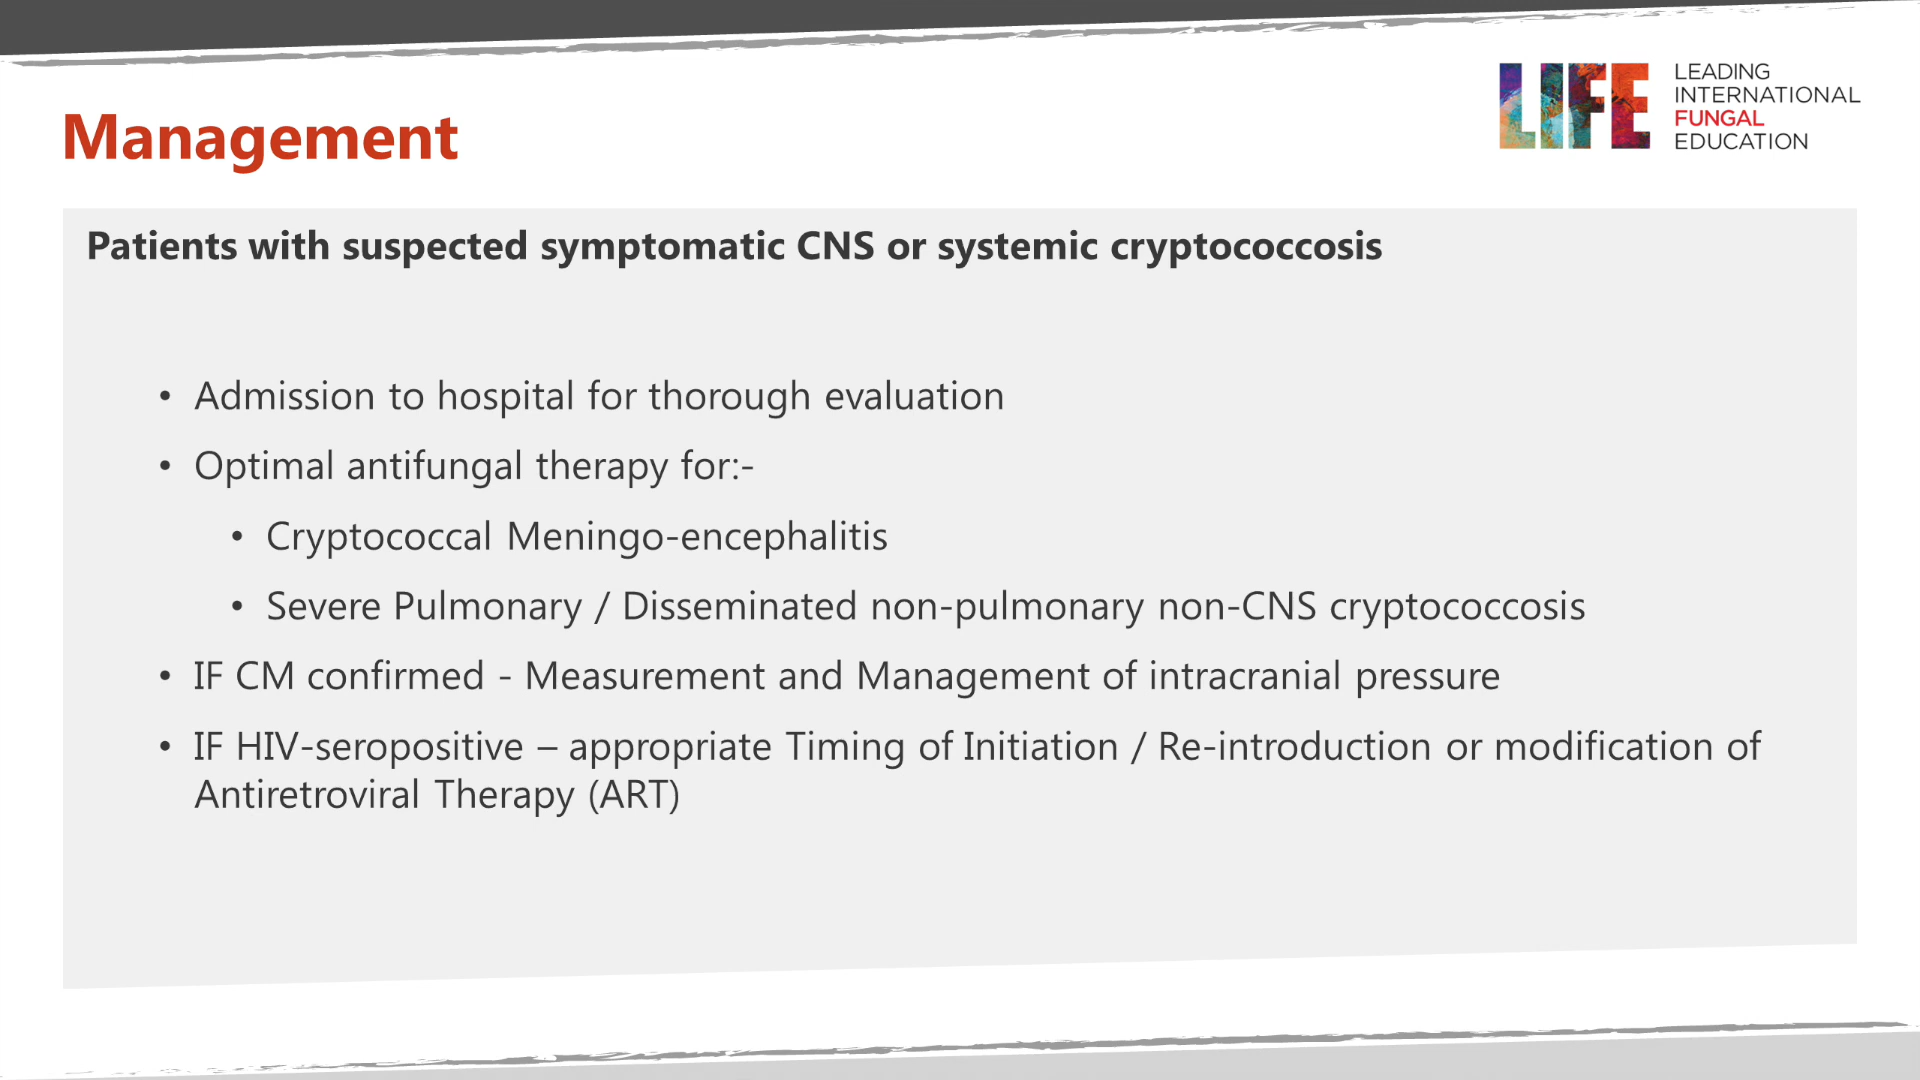 LIFE
LEADING
INTERNATIONAL
FUNGAL
EDUCATION
Management
Patients with suspected symptomatic CNS or systemic cryptococcosis
• Admission to hospital for thorough evaluation
• Optimal antifungal therapy for:-
• Cryptococcal Meningo-encephalitis
• Severe Pulmonary / Disseminated non-pulmonary non-CNS cryptococcosis
• IF CM confirmed - Measurement and Management of intracranial pressure
• IF HIV-seropositive – appropriate Timing of Initiation / Re-introduction or modification of
Antiretroviral Therapy (ART)